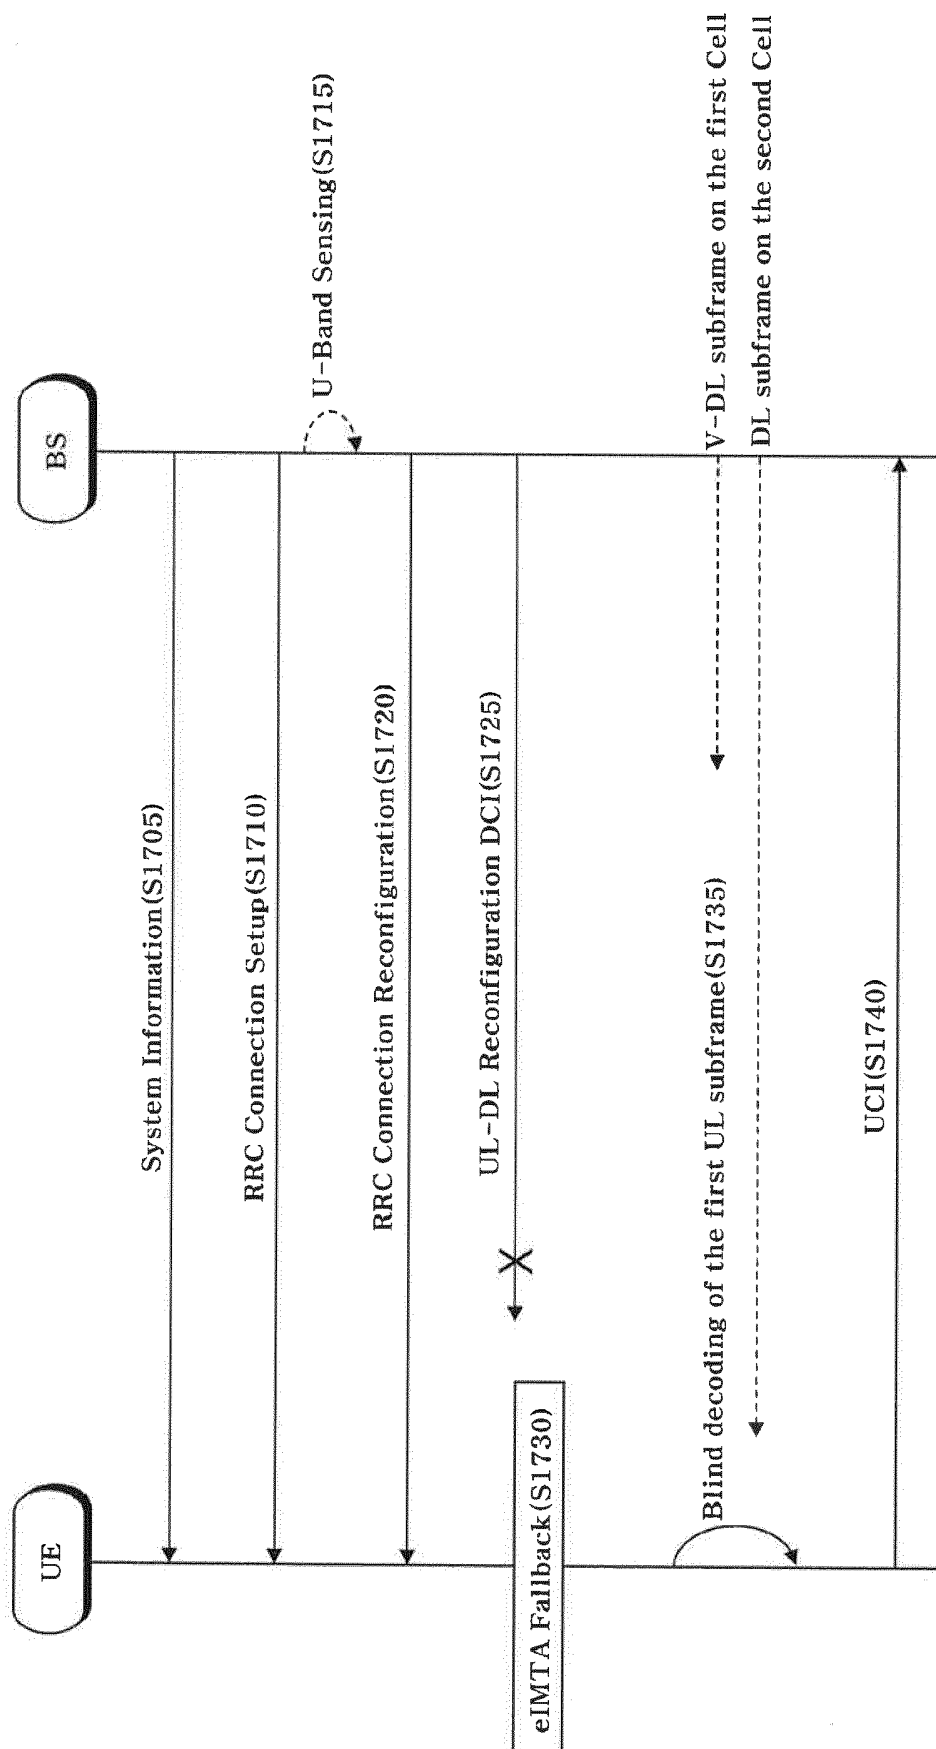 UE
BS
System Information(S1705)
RRC Connection Setup(S1710)
U-Band Sensing(S1715)
RRC Connection Reconfiguration(S1720)
UL-DL Reconfiguration DCI(S1725)
X
eIMTA Fallback(S1730)
Blind decoding of the first UL subframe(S1735)
V-DL subframe on the first Cell
DL subframe on the second Cell
UCI(S1740)